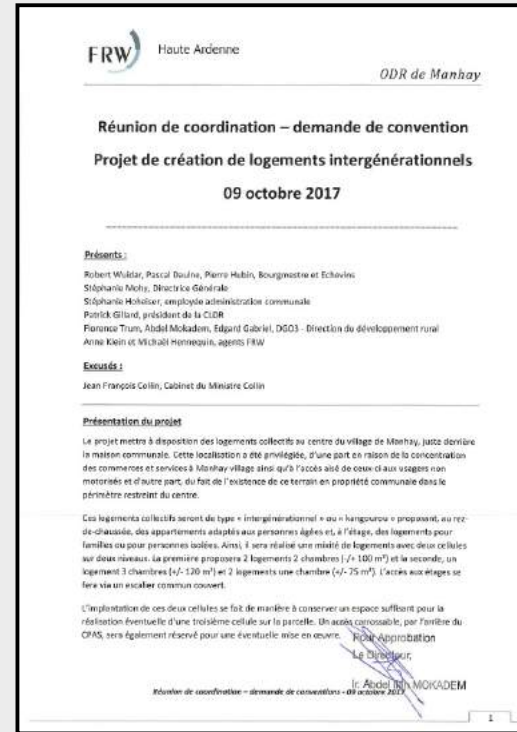 FRW Haute Ardenne
ODR de Manhay
Réunion de coordination – demande de convention
Projet de création de logements intergénérationnels
09 octobre 2017
Présents :
Robert Wuidar, Pascal Daulne, Pierre Hubin, Bourgmestre et Echevins
Stéphanie Mohy, Directrice Générale
Stéphanie Hokeiser, employée administration communale
Patrick Gillard, président de la CLDR
Florence Trum, Abdel Mokadem, Edgard Gabriel, DGO3 - Direction du développement rural
Anne Klein et Michaël Hennequin, agents FRW
Excusés :
Jean François Collin, Cabinet du Ministre Collin
Présentation du projet
Le projet mettra à disposition des logements collectifs au centre du village de Manhay, juste derrière
la maison communale. Cette localisation a été privilégiée, d'une part en raison de la concentration
des commerces et services à Manhay village ainsi qu'à l'accès aisé de ceux-ci aux usagers non
motorisés et d'autre part, du fait de l'existence de ce terrain en propriété communale dans le
périmètre restreint du centre.
Ces logements collectifs seront de type « intergénérationnel » ou « kangourou » proposant, au rez-
de-chaussée, des appartements adaptés aux personnes âgées et, à l'étage, des logements pour
familles ou pour personnes isolées. Ainsi, il sera réalisé une mixité de logements avec deux cellules
sur deux niveaux. La première proposera 2 logements 2 chambres (-/+ 100 m²) et la seconde, un
logement 3 chambres (+/- 120 m²) et 2 logements une chambre (+/- 75 m²). L'accès aux étages se
fera via un escalier commun couvert.
L'implantation de ces deux cellules se fait de manière à conserver un espace suffisant pour la
réalisation éventuelle d'une troisième cellule sur la parcelle. Un accès carrossable, par l'arrière du
CPAS, sera également réservé pour une éventuelle mise en œuvre.
Pour Approbation
Le Directeur,
Ir. Abdel MOKADEM
Réunion de coordination – demande de conventions - 09 octobre 2017
1